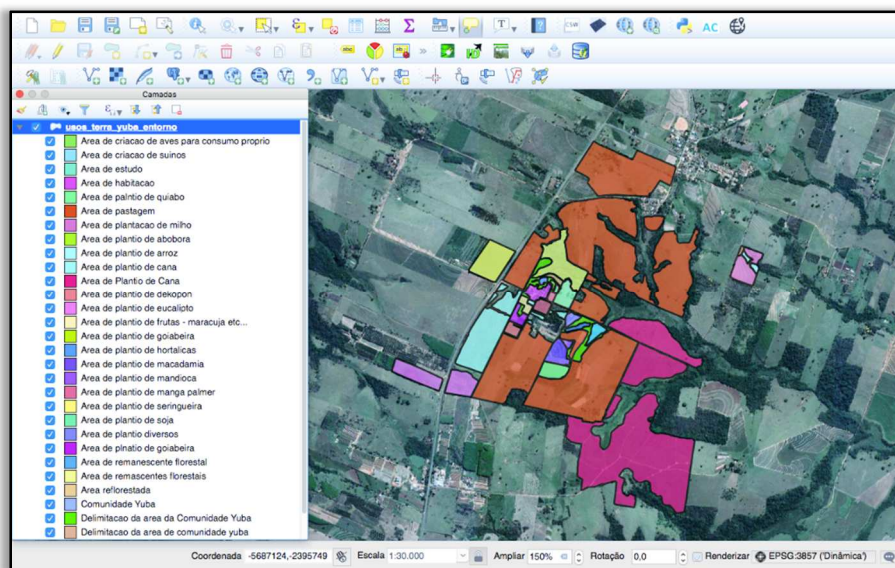 Camadas
usos_terra_yuba_entorno
Area de criacao de aves para consumo proprio
Area de criacao de suinos
Area de estudo
Area de habitacao
Area de palntio de quiabo
Area de pastagem
Area de plantacao de milho
Area de plantio de abobora
Area de plantio de arroz
Area de plantio de cana
Area de Plantio de Cana
Area de plantio de dekopon
Area de plantio de eucalipto
Area de plantio de frutas - maracuja etc...
Area de plantio de goiabeira
Area de plantio de hortalicas
Area de plantio de macadamia
Area de plantio de mandioca
Area de plantio de manga palmer
Area de plantio de seringueira
Area de plantio de soja
Area de plantio diversos
Area de plnatio de goiabeira
Area de remanescente florestal
Area de remascentes florestais
Area reflorestada
Comunidade Yuba
Delimitacao da area da Comunidade Yuba
Delimitacao da area de comunidade yuba
Coordenada -5687124,-2395749 Escala 1:30.000 Ampliar 150% Rotação 0,0 Renderizar EPSG:3857 ('Dinâmica')